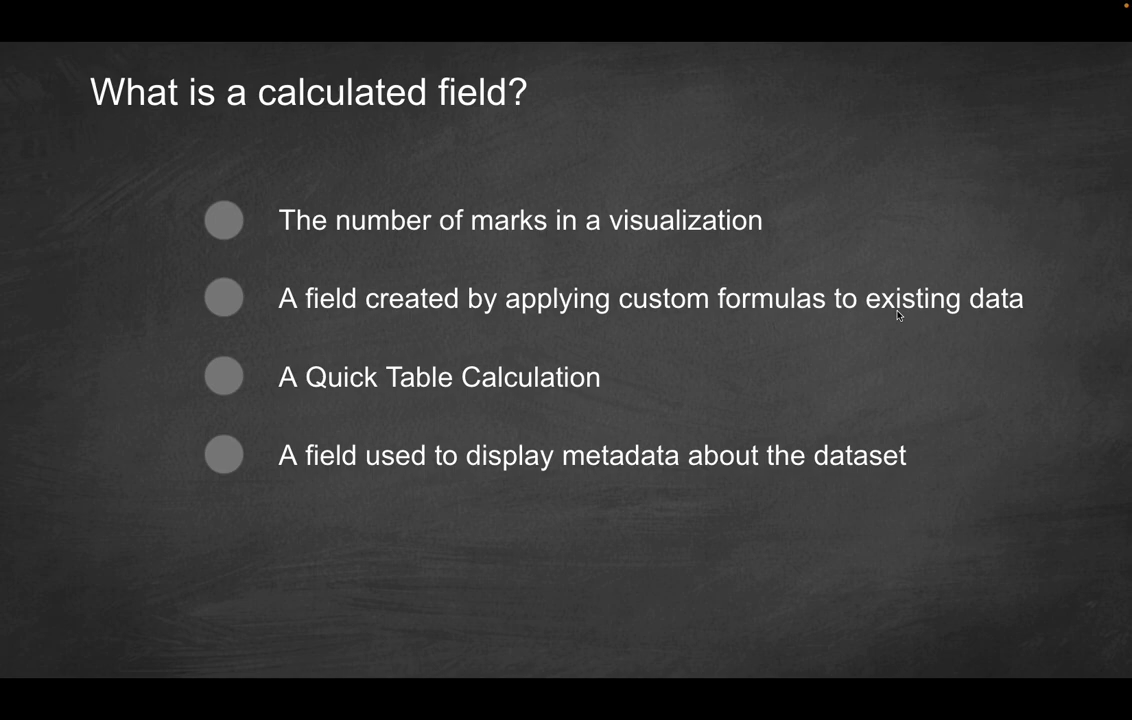 What is a calculated field?
The number of marks in a visualization
A field created by applying custom formulas to existing data
A Quick Table Calculation
A field used to display metadata about the dataset